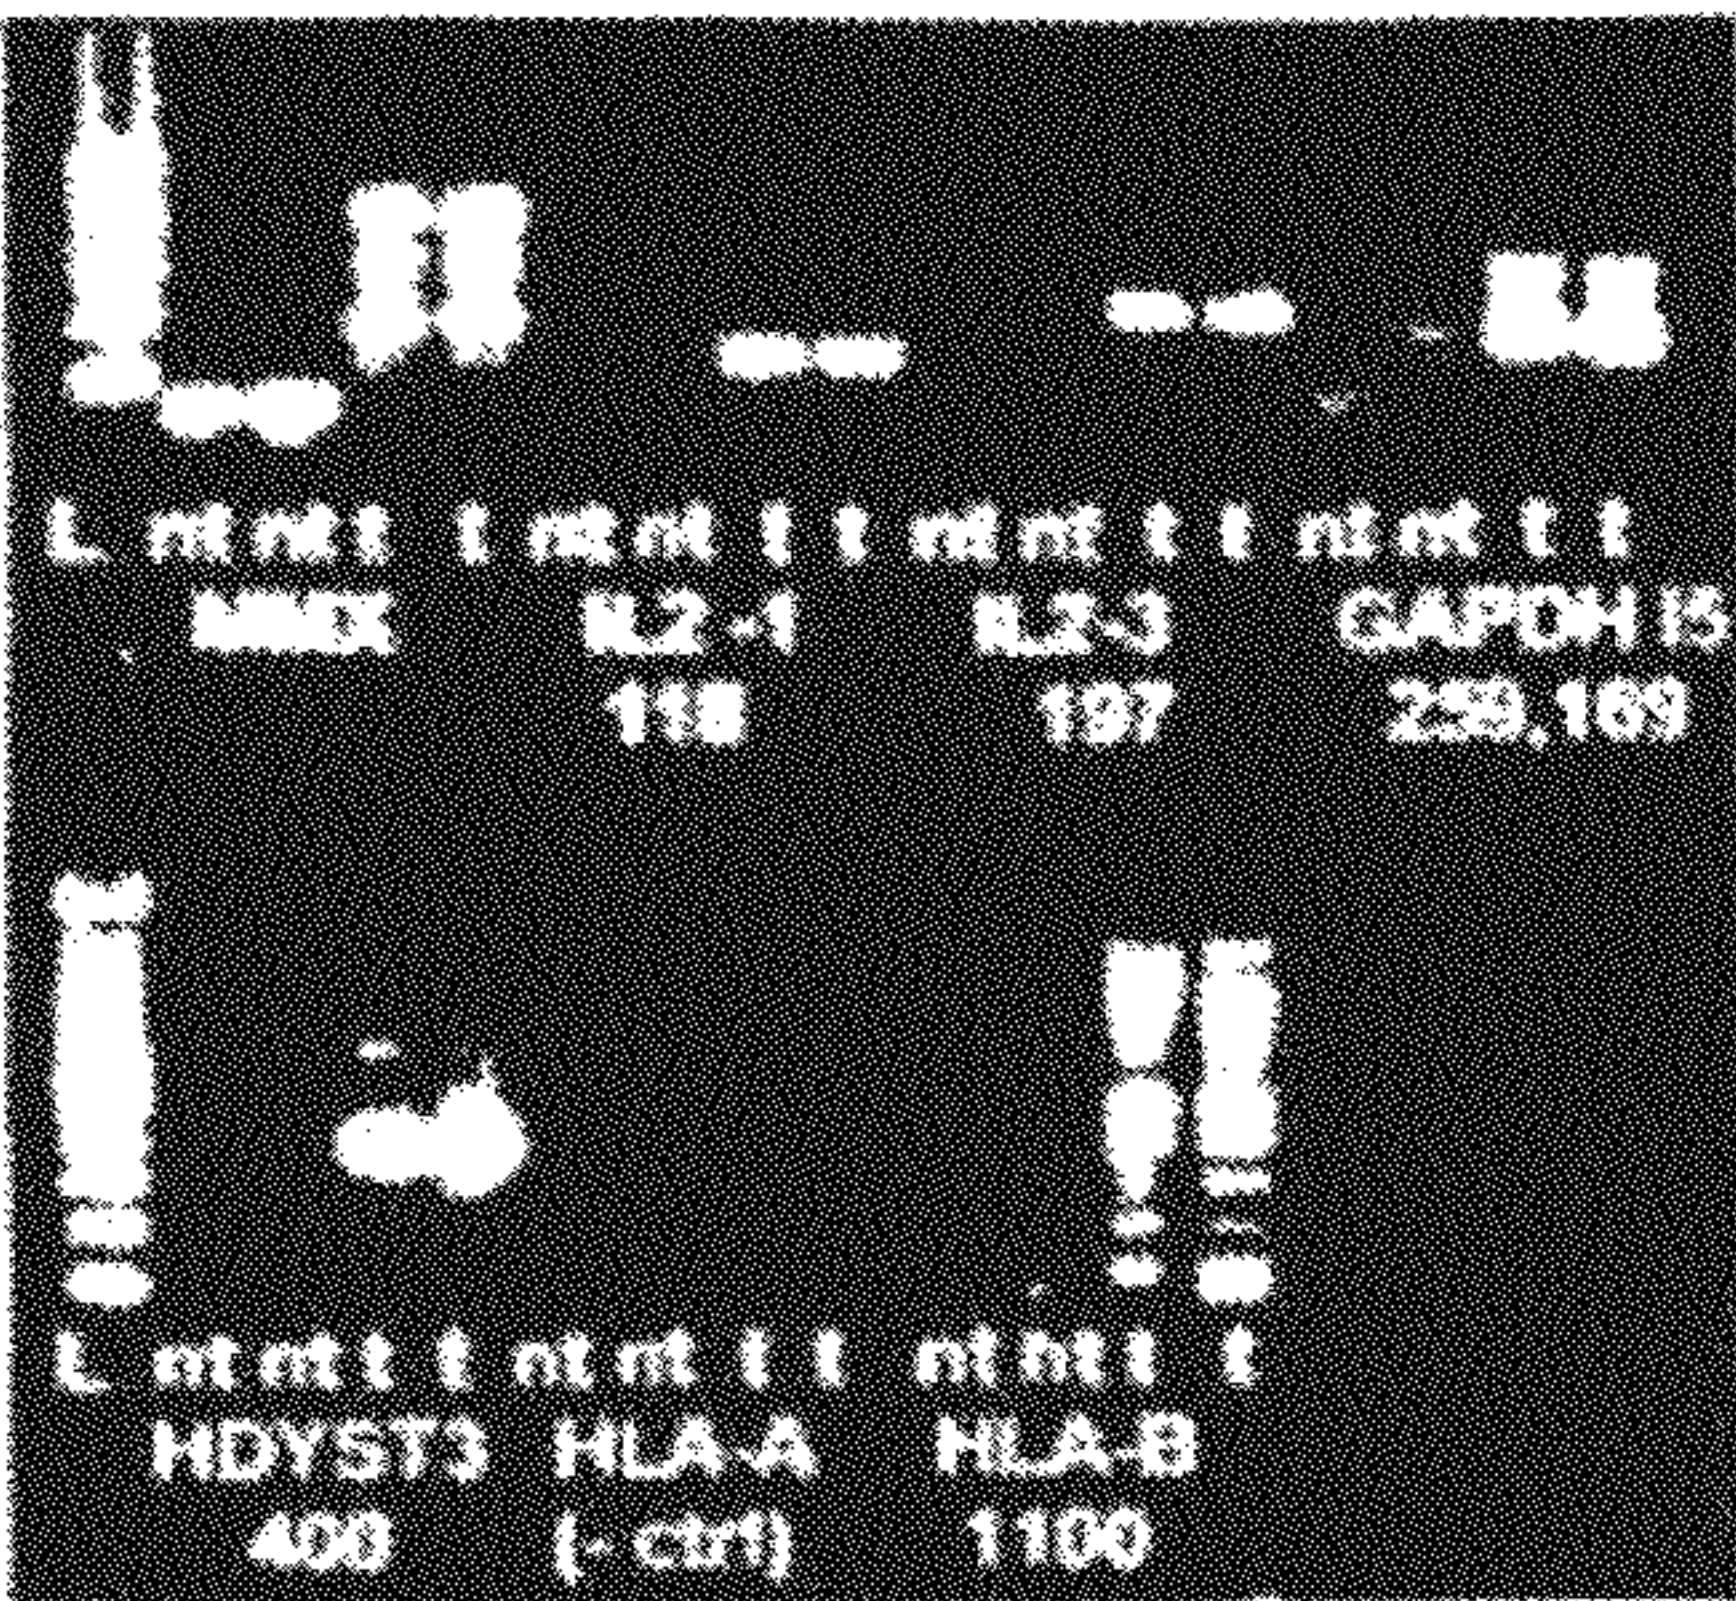 L nt nt t t nt nt t t nt nt t t nt nt t t
MMIX IL2-1 IL2-3 GAPDH I5
118 197 259,169
L nt nt t t nt nt t t nt nt t t
HDYST3 HLA-A HLA-B
400 (- ctrl) 1100